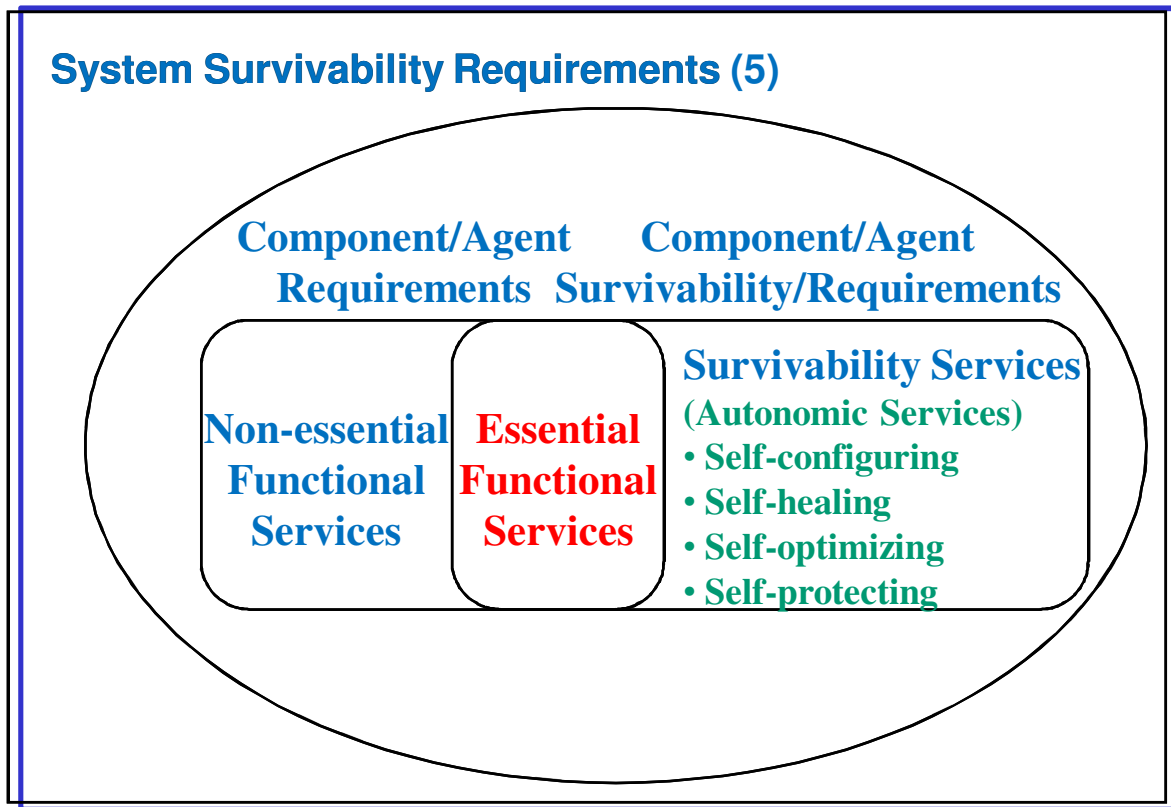 System Survivability Requirements (5)
Component/Agent
Requirements
Component/Agent
Survivability/Requirements
Non-essential
Functional
Services
Essential
Functional
Services
Survivability Services
(Autonomic Services)
• Self-configuring
• Self-healing
• Self-optimizing
• Self-protecting